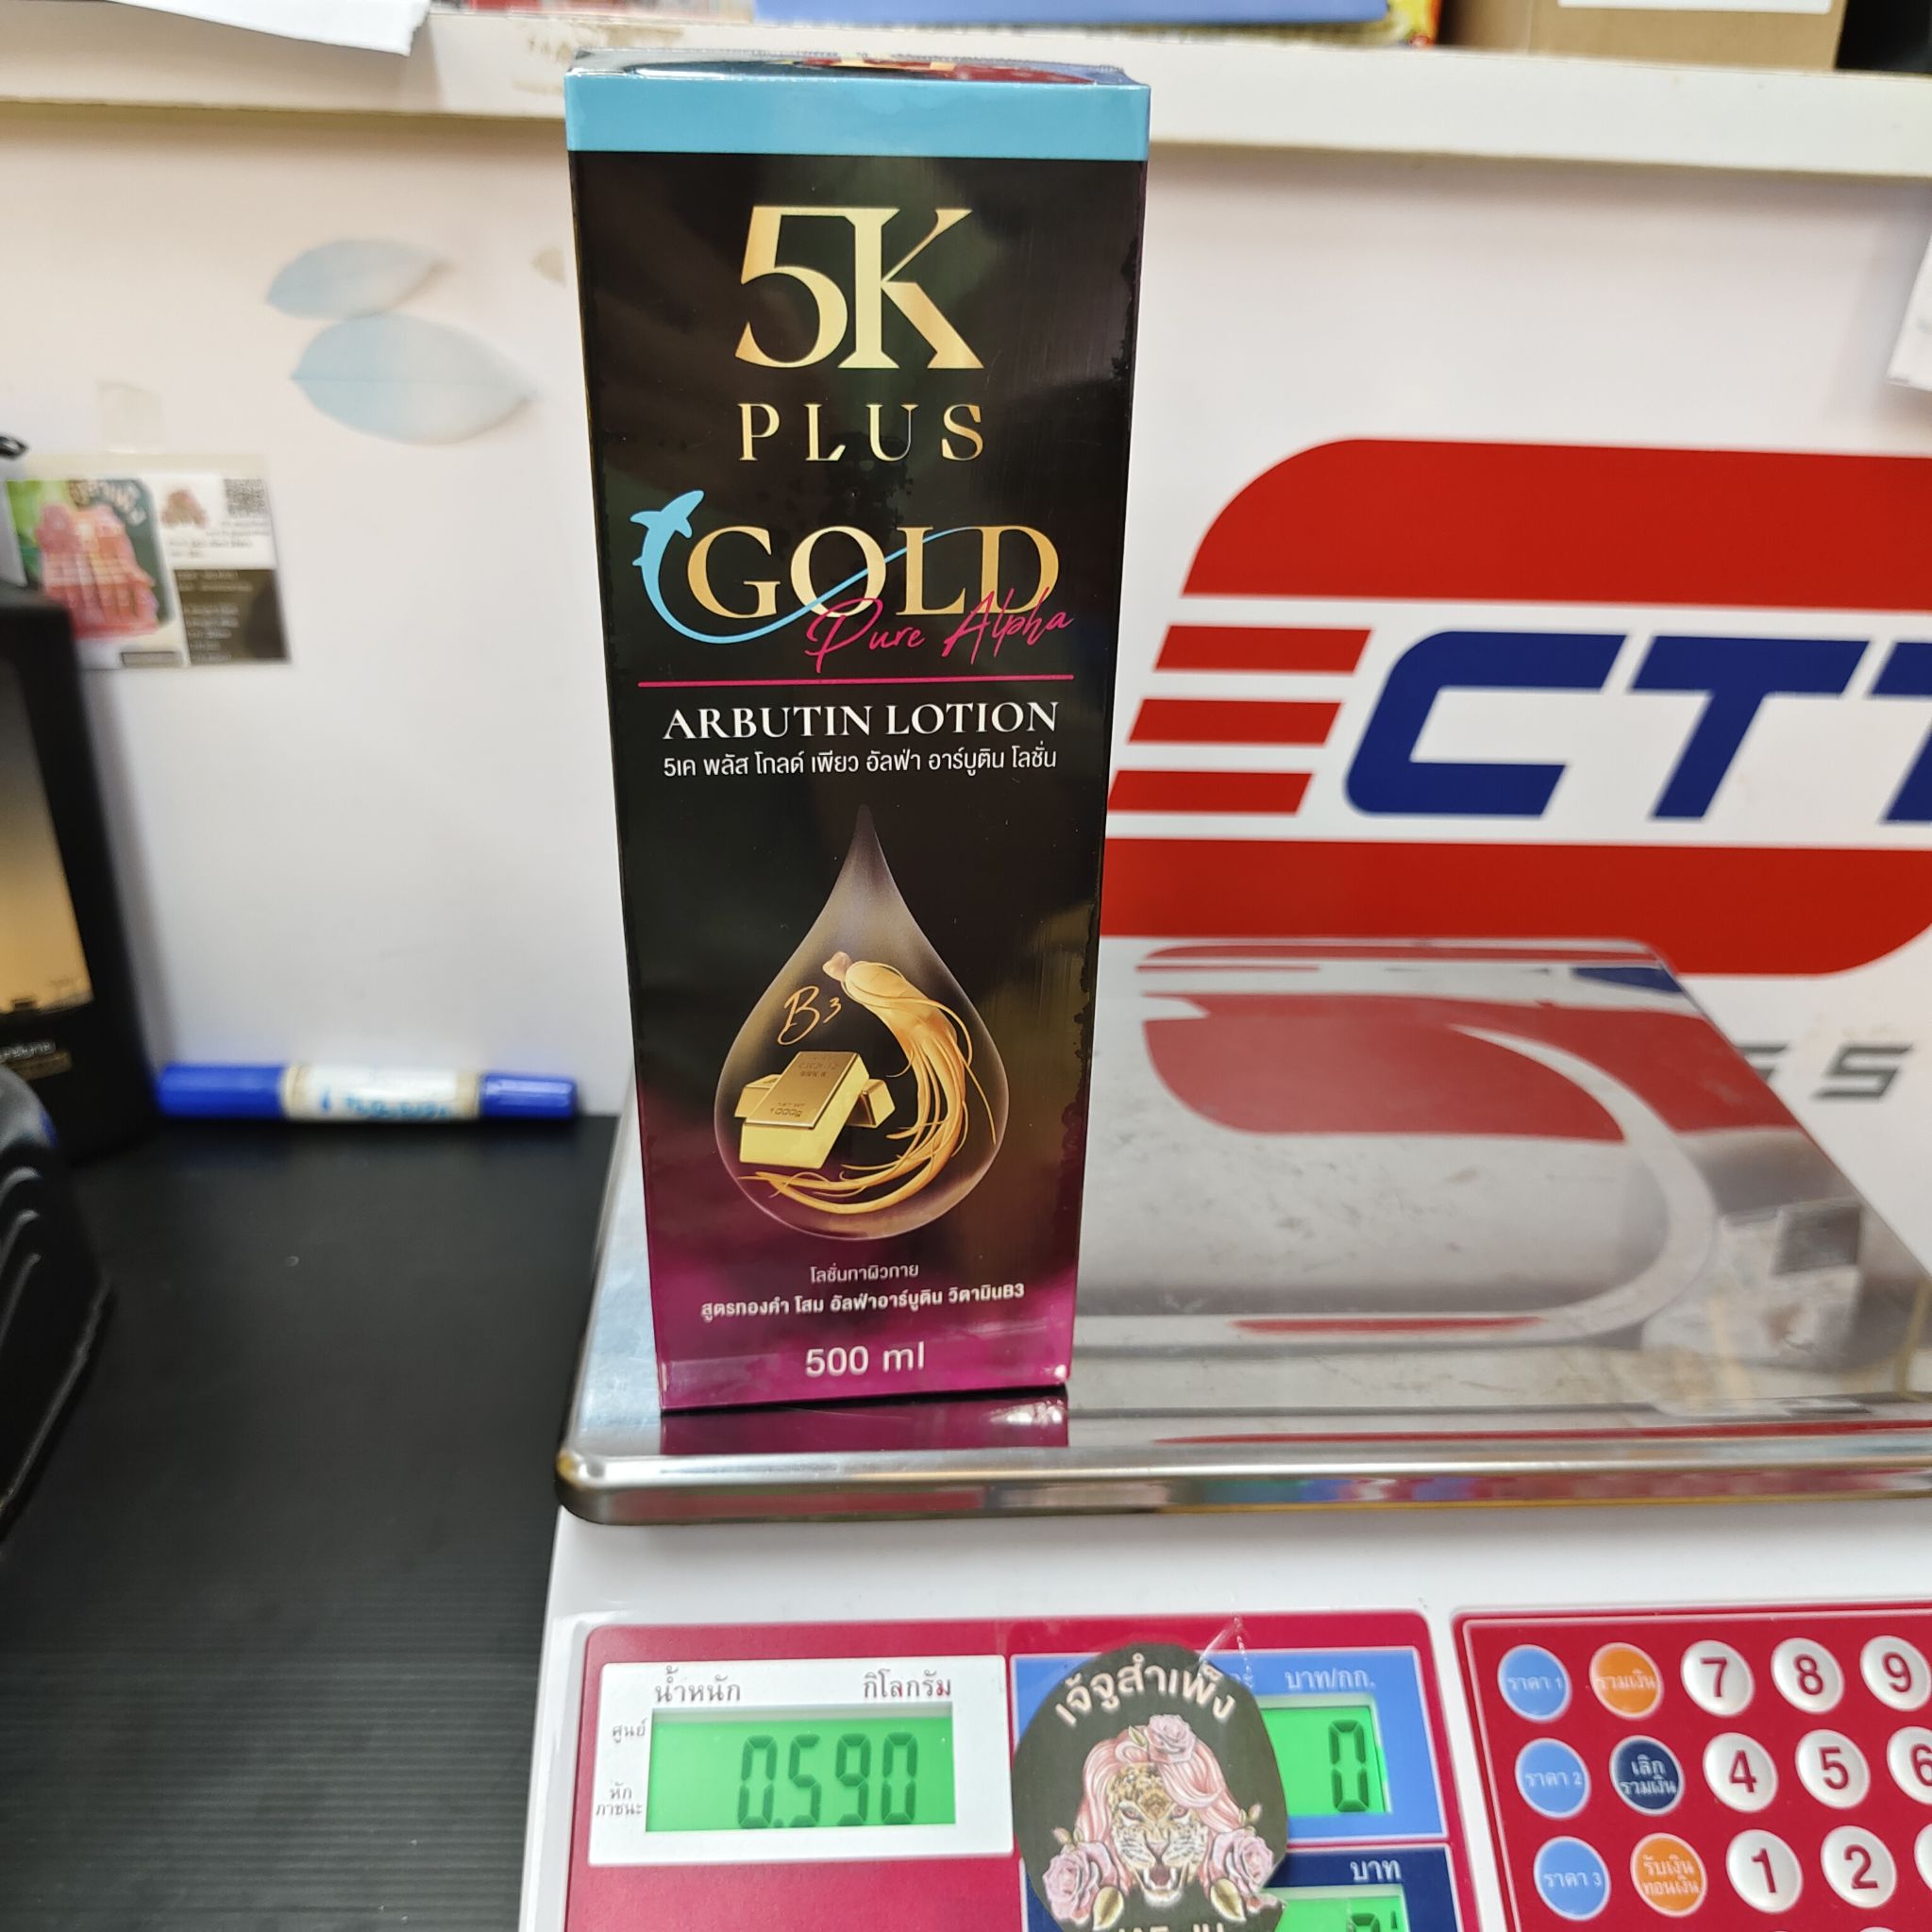 5K
PLUS
GOLD
Pure Alpha
ARBUTIN LOTION
5เค พลัส โกลด์ เพียว อัลฟ่า อาร์บูติน โลชั่น
B3
1000g
โลชั่นทาผิวกาย
สูตรทองคำ โสม อัลฟ่าอาร์บูติน วิตามินB3
500 ml
CTT
SS
น้ำหนัก กิโลกรัม
ศูนย์
หัก
ภาชนะ
0.590
เจ้จูสำเพ็ง
บาท/กก.
0
บาท
ราคา 1
รวมเงิน
7 8 9
ราคา 2
เลิก
รวมเงิน
4 5 6
ราคา 3
รับเงิน
ทอนเงิน
1 2